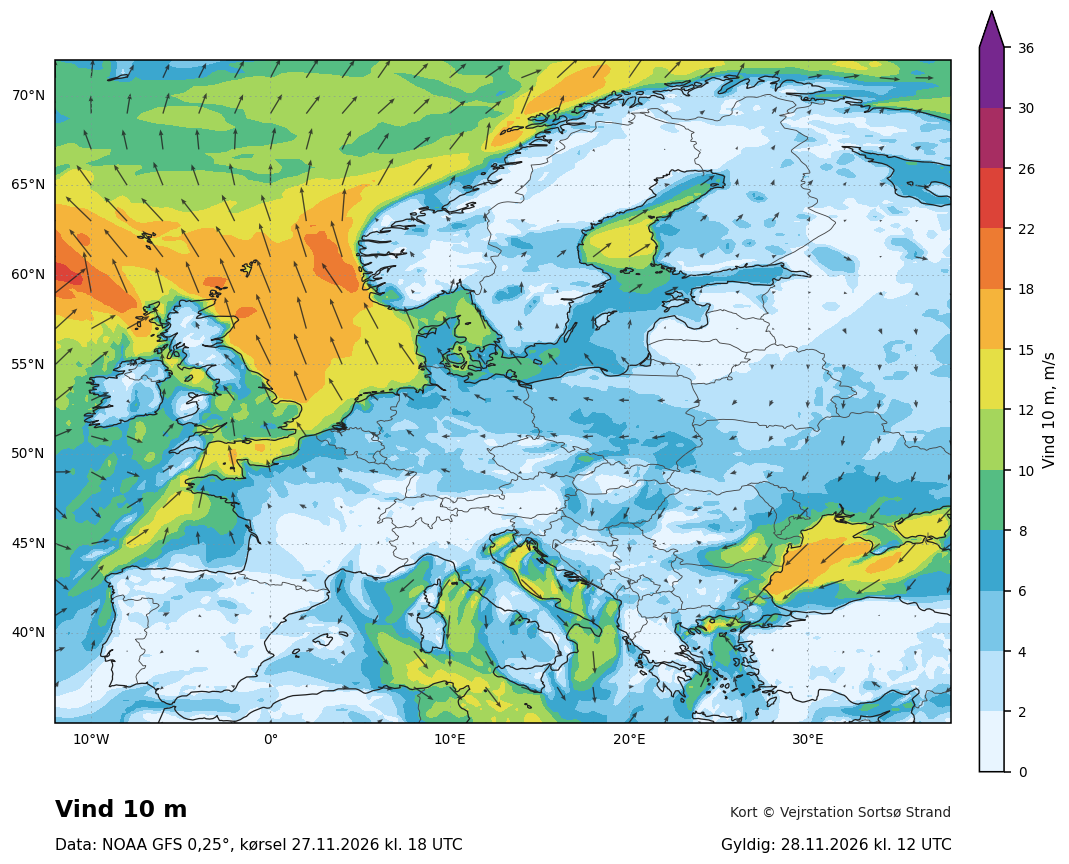 70°N
65°N
60°N
55°N
50°N
45°N
40°N
10°W
0°
10°E
20°E
30°E
36
30
26
22
18
15
12
10
8
6
4
2
0
Vind 10 m, m/s
Vind 10 m
Kort © Vejrstation Sortsø Strand
Data: NOAA GFS 0,25°, kørsel 27.11.2026 kl. 18 UTC
Gyldig: 28.11.2026 kl. 12 UTC